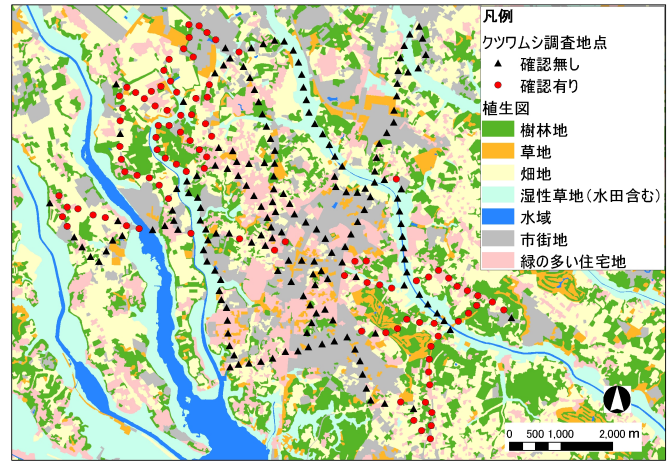 凡例
クツワムシ調査地点
確認無し
確認有り
植生図
樹林地
草地
畑地
湿性草地(水田含む)
水域
市街地
緑の多い住宅地
0 500 1,000 2,000 m